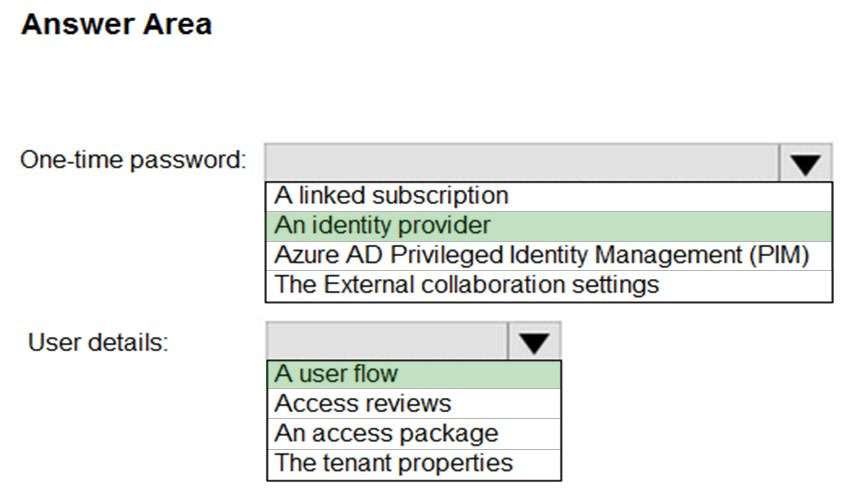 Answer Area
One-time password:
A linked subscription
An identity provider
Azure AD Privileged Identity Management (PIM)
The External collaboration settings
User details:
A user flow
Access reviews
An access package
The tenant properties